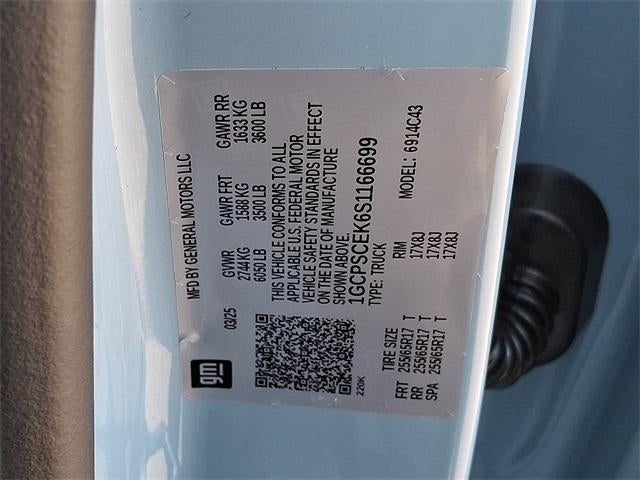 MFD BY GENERAL MOTORS LLC
03/25 GVWR GAWR FRT GAWR RR
2744 KG 1588 KG 1633 KG
6050 LB 3500 LB 3600 LB
THIS VEHICLE CONFORMS TO ALL
APPLICABLE U.S. FEDERAL MOTOR
VEHICLE SAFETY STANDARDS IN EFFECT
ON THE DATE OF MANUFACTURE
SHOWN ABOVE.
1GCPSCEK6S1166699
TYPE: TRUCK MODEL: 6914C43
gm
220K
TIRE SIZE RIM
FRT 255/65R17 T 17X8J
RR 255/65R17 T 17X8J
SPA 255/65R17 T 17X8J